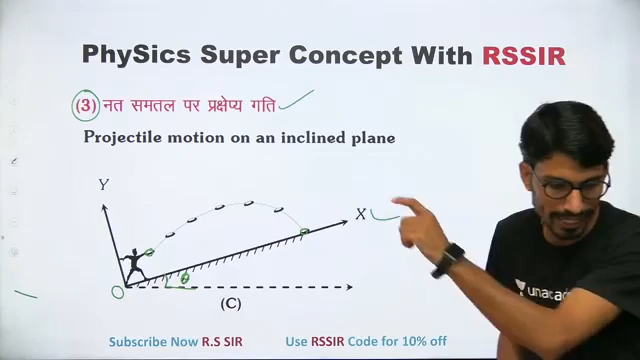 PhySics Super Concept With RSSIR
(3) नत समतल पर प्रक्षेप्य गति
Projectile motion on an inclined plane
Y
X
θ
O
(C)
unacad
Subscribe Now R.S SIR
Use RSSIR Code for 10% off